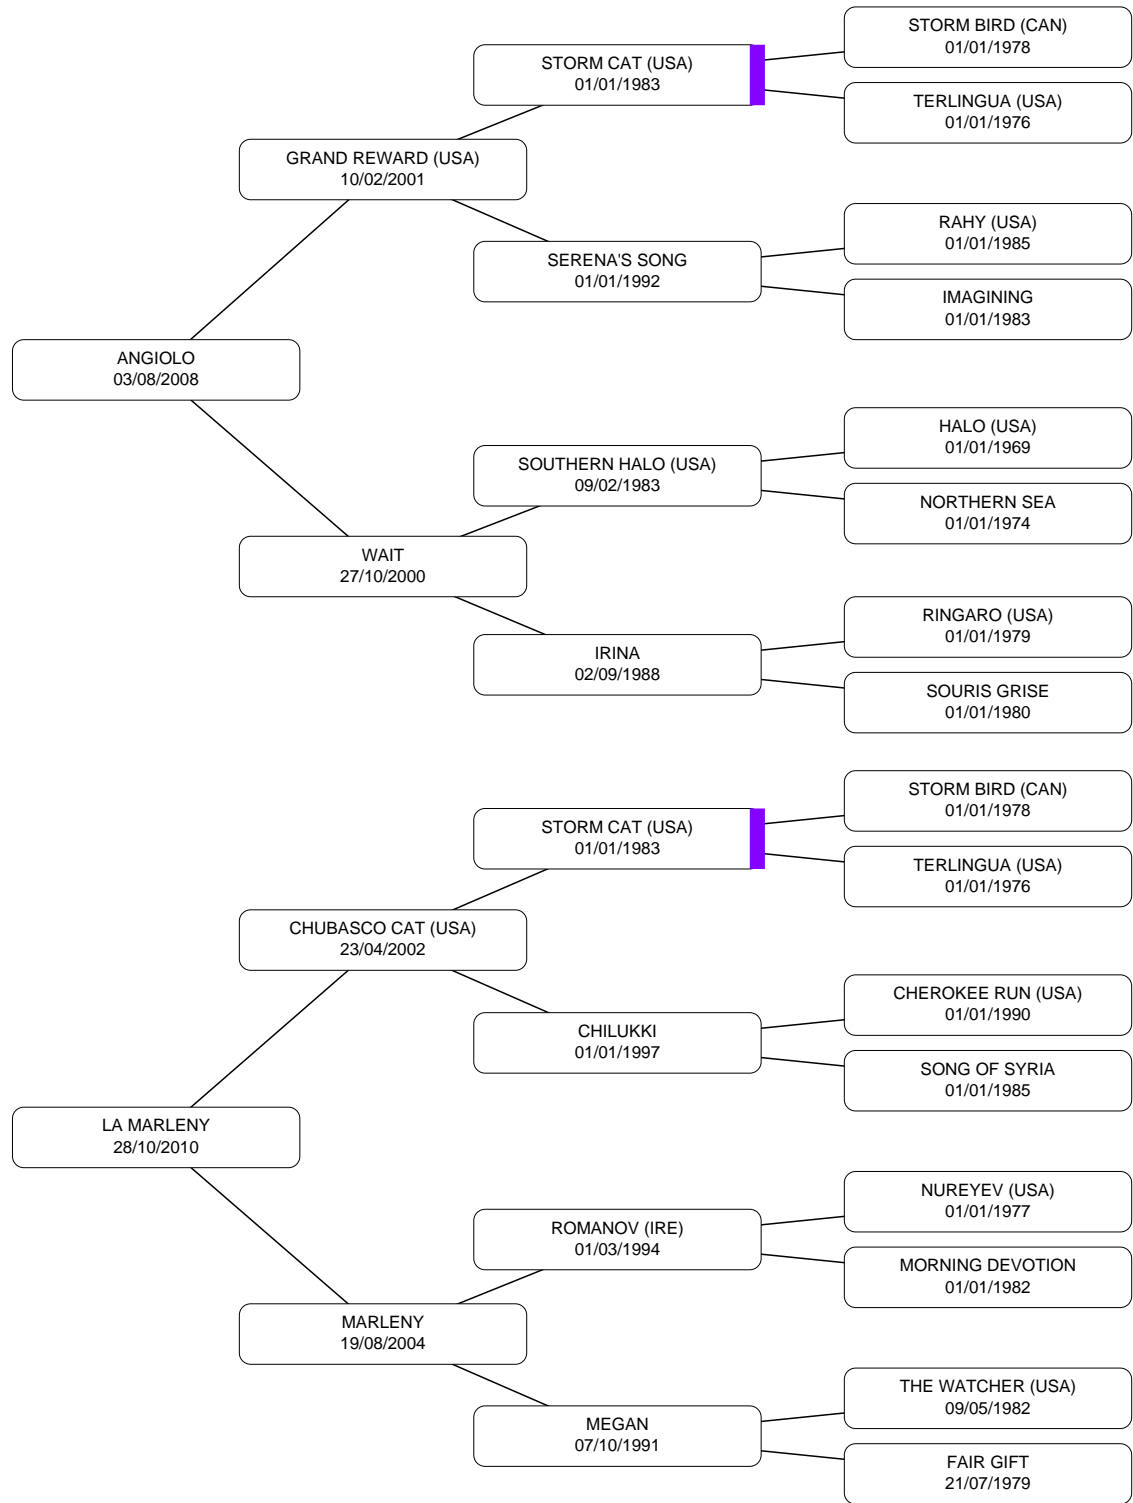 STORM BIRD (CAN)
01/01/1978
STORM CAT (USA)
01/01/1983
TERLINGUA (USA)
01/01/1976
GRAND REWARD (USA)
10/02/2001
RAHY (USA)
01/01/1985
SERENA'S SONG
01/01/1992
IMAGINING
01/01/1983
ANGIOLO
03/08/2008
HALO (USA)
01/01/1969
SOUTHERN HALO (USA)
09/02/1983
NORTHERN SEA
01/01/1974
WAIT
27/10/2000
RINGARO (USA)
01/01/1979
IRINA
02/09/1988
SOURIS GRISE
01/01/1980
STORM BIRD (CAN)
01/01/1978
STORM CAT (USA)
01/01/1983
TERLINGUA (USA)
01/01/1976
CHUBASCO CAT (USA)
23/04/2002
CHEROKEE RUN (USA)
01/01/1990
CHILUKKI
01/01/1997
SONG OF SYRIA
01/01/1985
LA MARLENY
28/10/2010
NUREYEV (USA)
01/01/1977
ROMANOV (IRE)
01/03/1994
MORNING DEVOTION
01/01/1982
MARLENY
19/08/2004
THE WATCHER (USA)
09/05/1982
MEGAN
07/10/1991
FAIR GIFT
21/07/1979